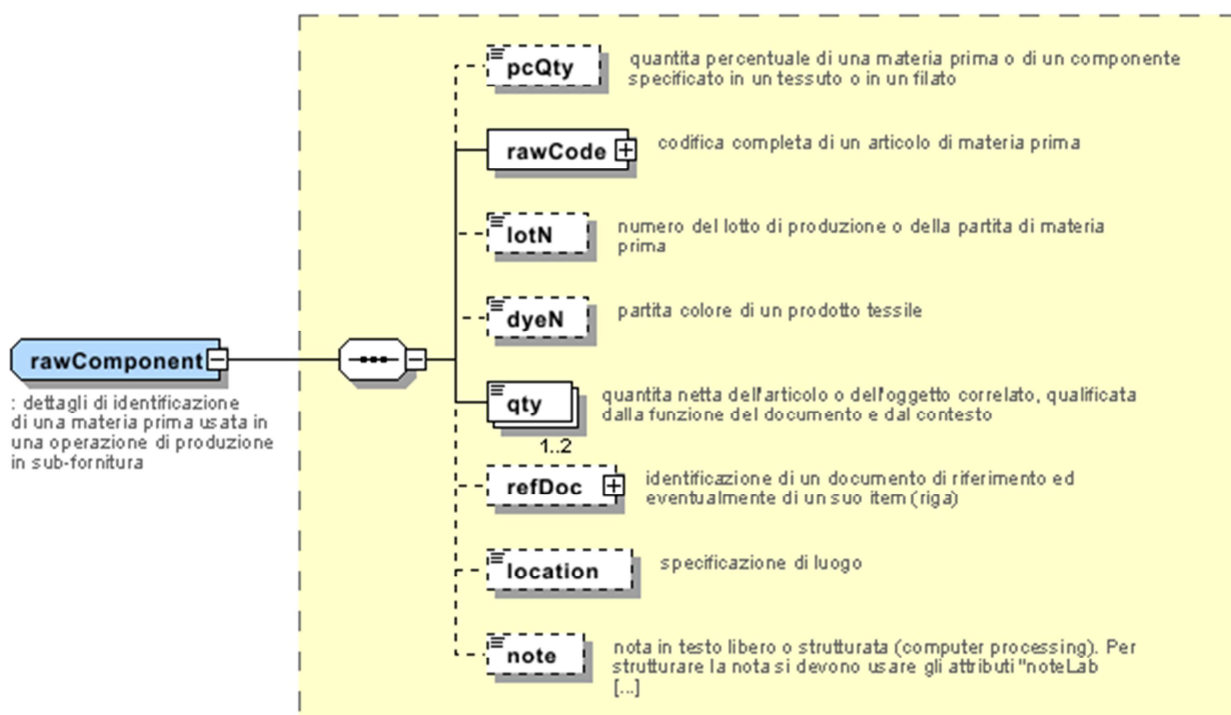 pcQty
quantita percentuale di una materia prima o di un componente
specificato in un tessuto o in un filato
rawCode
codifica completa di un articolo di materia prima
lotN
numero del lotto di produzione o della partita di materia
prima
dyeN
partita colore di un prodotto tessile
rawComponent
: dettagli di identificazione
di una materia prima usata in
una operazione di produzione
in sub-fornitura
qty
1..2
quantita netta dell'articolo o dell'oggetto correlato, qualificata
dalla funzione del documento e dal contesto
refDoc
identificazione di un documento di riferimento ed
eventualmente di un suo item (riga)
location
specificazione di luogo
note
nota in testo libero o strutturata (computer processing). Per
strutturare la nota si devono usare gli attributi "noteLab
[...]